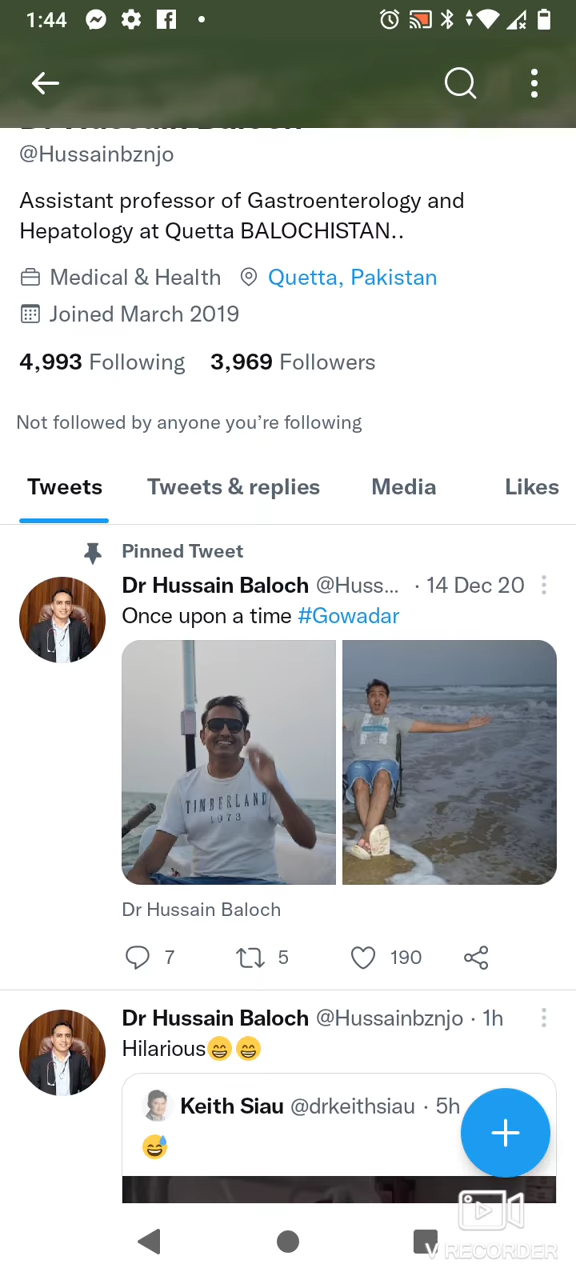 1:44
@Hussainbznjo
Assistant professor of Gastroenterology and
Hepatology at Quetta BALOCHISTAN..
Medical & Health Quetta, Pakistan
Joined March 2019
4,993 Following 3,969 Followers
Not followed by anyone you're following
Tweets Tweets & replies Media Likes
Pinned Tweet
Dr Hussain Baloch @Huss... · 14 Dec 20
Once upon a time #Gowadar
TIMBERLAND
1973
Dr Hussain Baloch
7 5 190
Dr Hussain Baloch @Hussainbznjo · 1h
Hilarious😁😁
Keith Siau @drkeithsiau · 5h
😅
V RECORDER